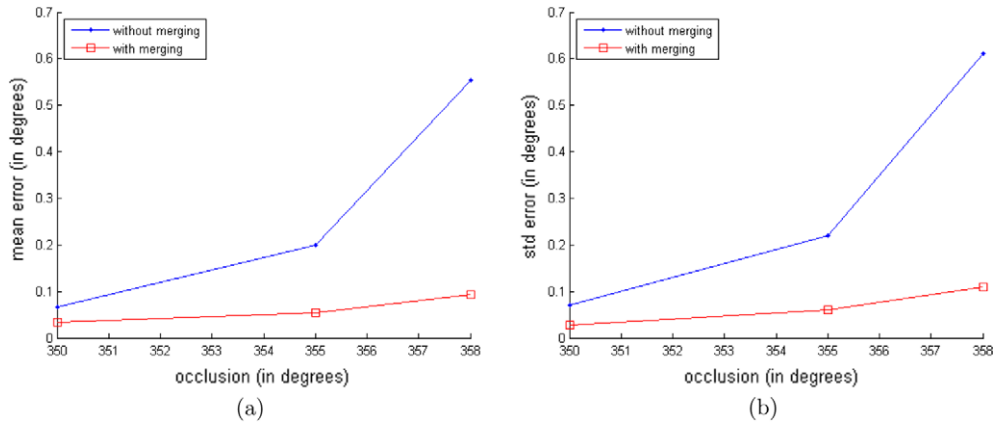 0.7
0.6
0.5
0.4
0.3
0.2
0.1
0
mean error (in degrees)
without merging
with merging
350 351 352 353 354 355 356 357 358
occlusion (in degrees)
(a)
0.7
0.6
0.5
0.4
0.3
0.2
0.1
0
std error (in degrees)
without merging
with merging
350 351 352 353 354 355 356 357 358
occlusion (in degrees)
(b)